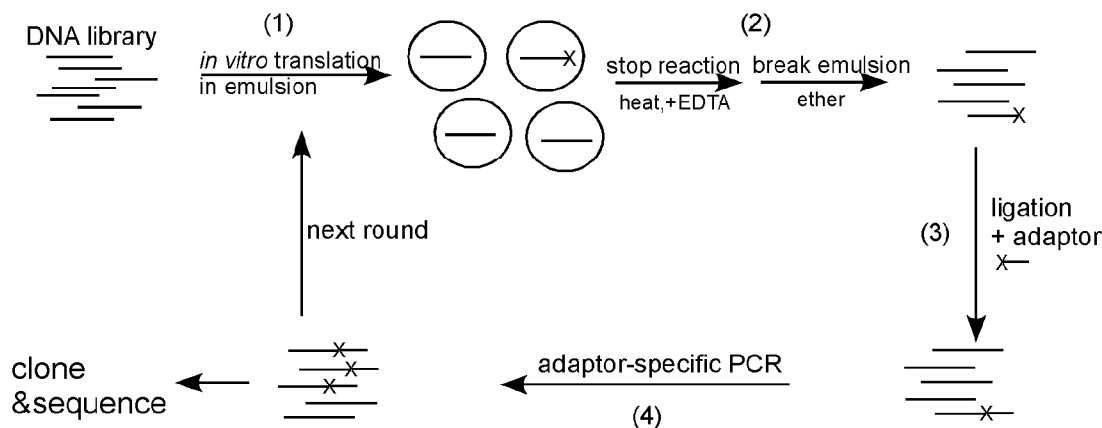 DNA library
(1)
in vitro translation
in emulsion
X
(2)
stop reaction
heat,+EDTA
break emulsion
ether
X
(3)
ligation
+ adaptor
X
X
adaptor-specific PCR
(4)
X
X
X
next round
clone
&sequence